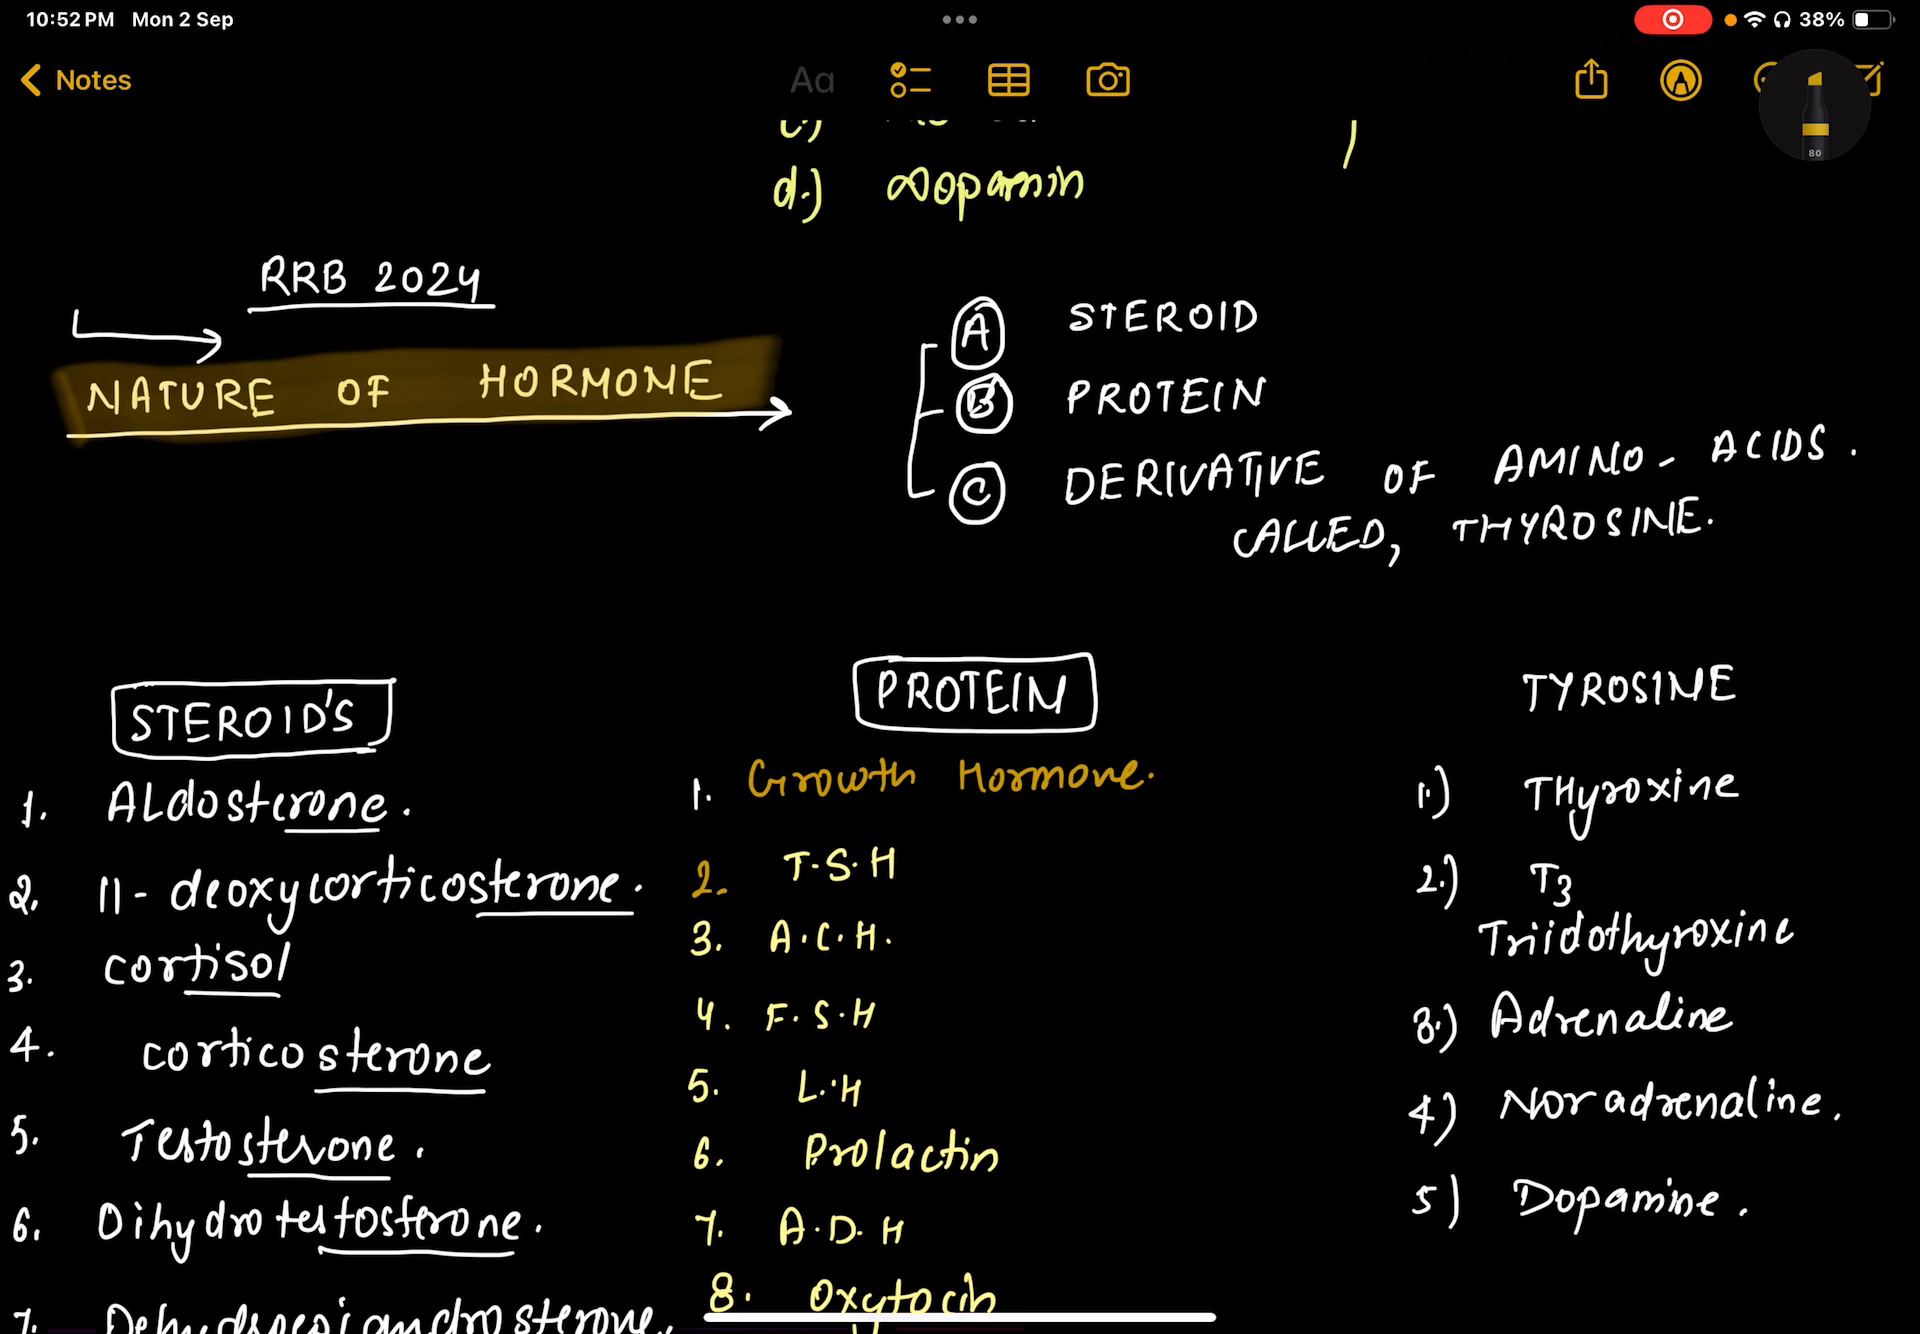 10:52 PM Mon 2 Sep
38%
Notes
Aa
80
d.) Dopamin
RRB 2024
NATURE OF HORMONE
A STEROID
B PROTEIN
C DERIVATIVE OF AMINO- ACIDS.
CALLED, THYROSINE.
STEROID'S
1. ALdosterone.
2. 11- deoxycorticosterone.
3. cortisol
4. corticosterone
5. Testosterone.
6. Dihydrotestosterone.
7.
PROTEIN
1. Growth Hormone.
2. T.S.H
3. A.C.H.
4. F.S.H
5. L.H
6. Prolactin
7. A.D.H
8. Oxytocin
TYROSINE
1.) THyroxine
2.) T3
Triidothyroxine
3.) Adrenaline
4) Noradrenaline.
5) Dopamine.